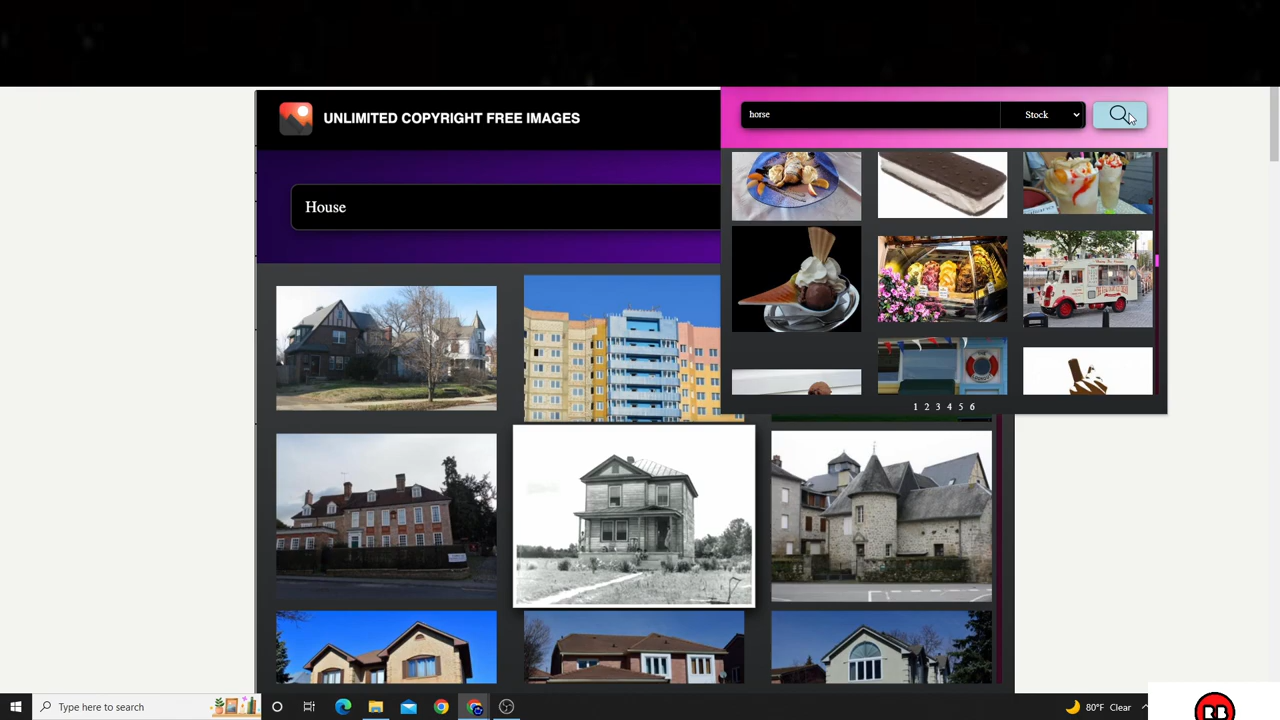 UNLIMITED COPYRIGHT FREE IMAGES
horse
Stock
House
1 2 3 4 5 6
Type here to search
80°F Clear